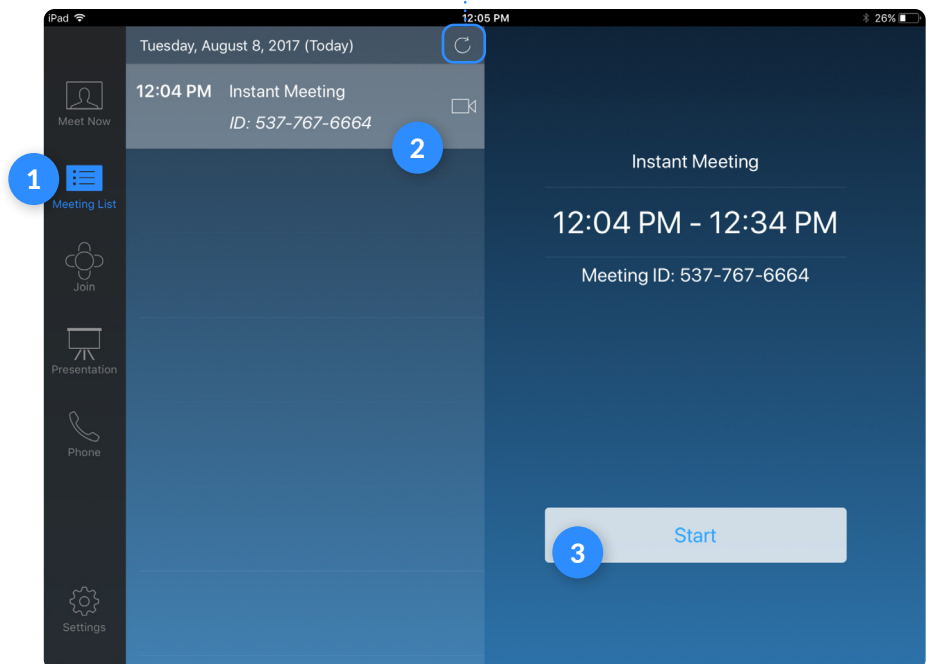 iPad 12:05 PM 26%
Tuesday, August 8, 2017 (Today)
12:04 PM Instant Meeting
ID: 537-767-6664
2
Meet Now
1
Meeting List
Join
Presentation
Phone
Settings
Instant Meeting
12:04 PM - 12:34 PM
Meeting ID: 537-767-6664
Start
3